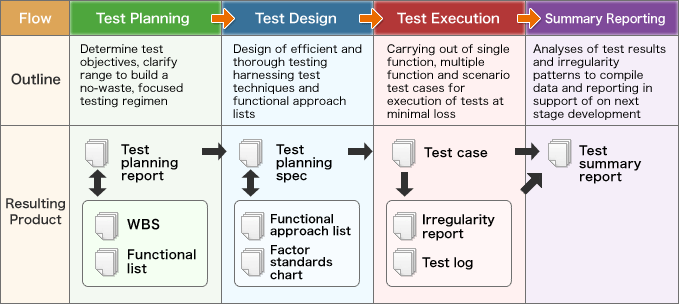 Flow
Test Planning
Test Design
Test Execution
Summary Reporting
Outline
Determine test
objectives, clarify
range to build a
no-waste, focused
testing regimen
Design of efficient and
thorough testing
harnessing test
techniques and
functional approach
lists
Carrying out of single
function, multiple
function and scenario
test cases for
execution of tests at
minimal loss
Analyses of test results
and irregularity
patterns to compile
data and reporting in
support of on next
stage development
Resulting
Product
Test
planning
report
WBS
Functional
list
Test
planning
spec
Functional
approach list
Factor
standards
chart
Test case
Irregularity
report
Test log
Test
summary
report